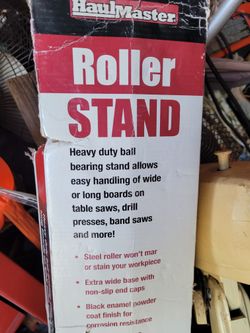 HaulMaster
Roller
STAND
Heavy duty ball
bearing stand allows
easy handling of wide
or long boards on
table saws, drill
presses, band saws
and more!
• Steel roller won't mar
or stain your workpiece
• Extra wide base with
non-slip end caps
• Black enamel powder
coat finish for
corrosion resistance